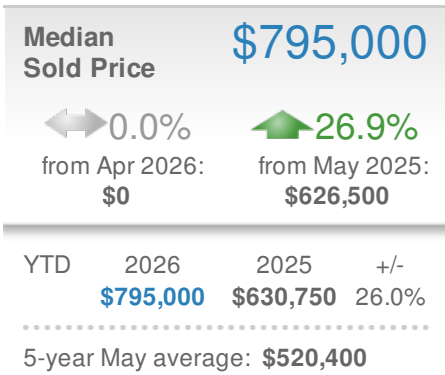 Median $795,000
Sold Price
0.0% 26.9%
from Apr 2026: from May 2025:
$0 $626,500
YTD 2026 2025 +/-
$795,000 $630,750 26.0%
5-year May average: $520,400